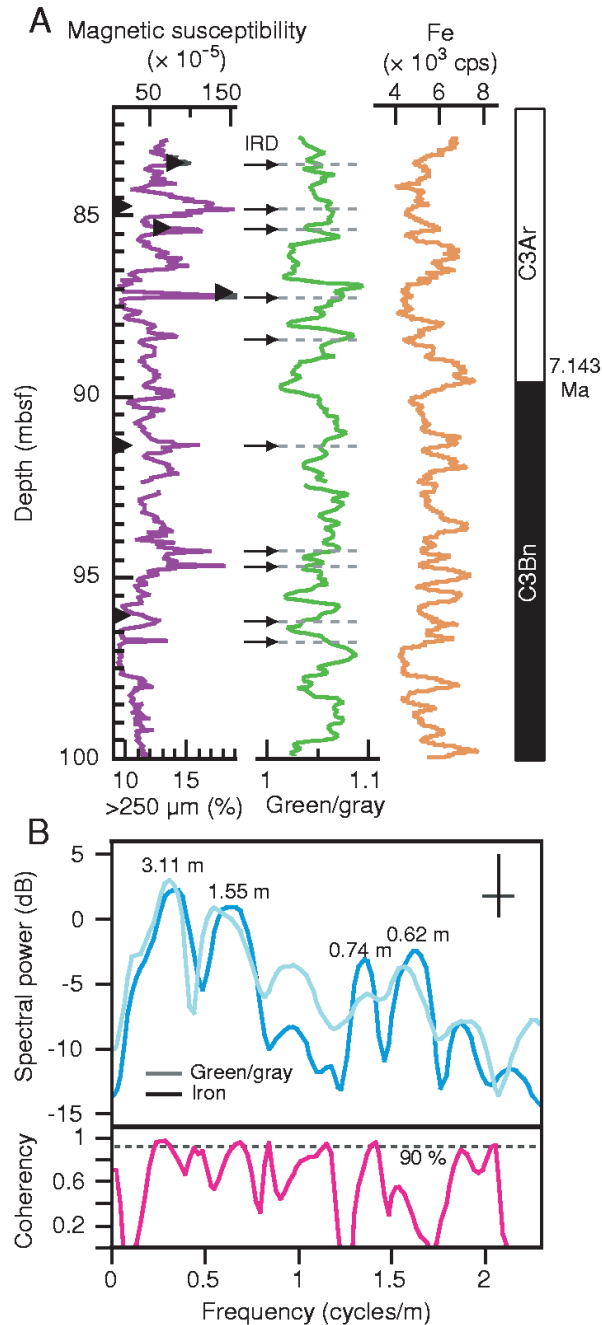 A
Magnetic susceptibility
(× 10⁻⁵)
50 150
Fe
(× 10³ cps)
4 6 8
IRD
85
90
95
100
Depth (mbsf)
C3Ar
C3Bn
7.143
Ma
10 15
>250 µm (%)
1 1.1
Green/gray
B
5
0
-5
-10
-15
Spectral power (dB)
3.11 m
1.55 m
0.74 m
0.62 m
Green/gray
Iron
1
0.6
0.2
Coherency
90 %
0 0.5 1 1.5 2
Frequency (cycles/m)